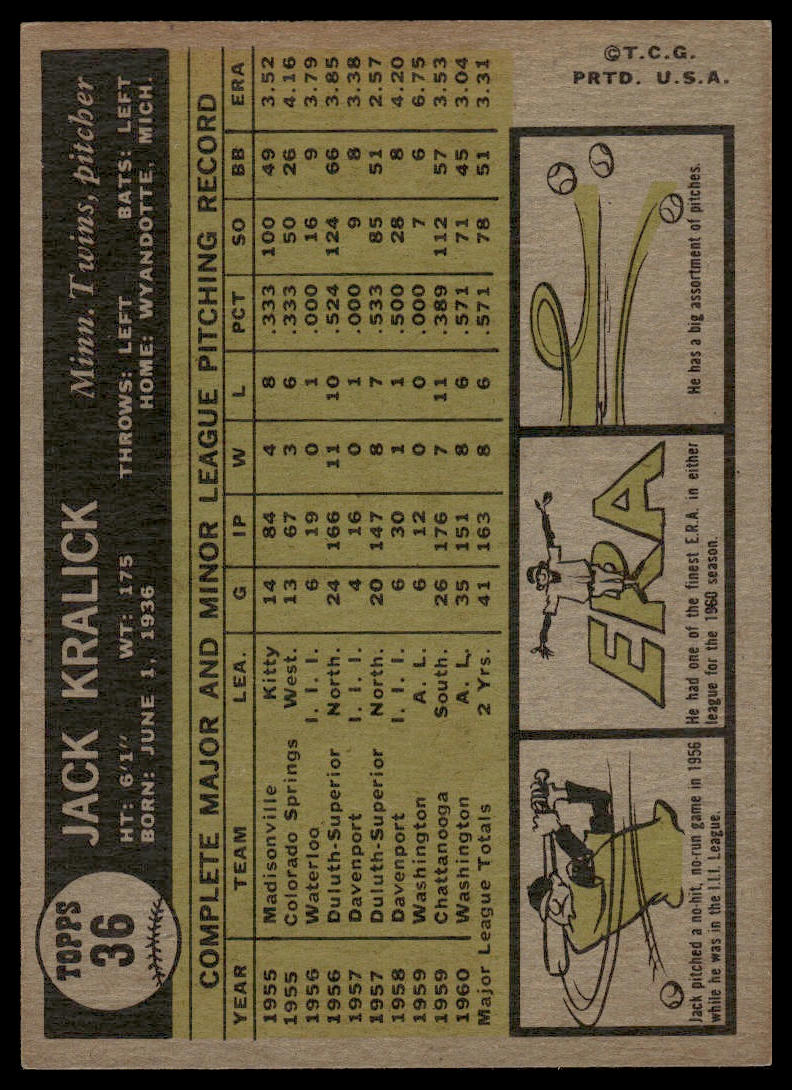 TOPPS
36
JACK KRALICK
Minn. Twins, pitcher
HT: 6'1" WT: 175 THROWS: LEFT BATS: LEFT
BORN: JUNE 1, 1936 HOME: WYANDOTTE, MICH.
COMPLETE MAJOR AND MINOR LEAGUE PITCHING RECORD
YEAR TEAM LEA. G IP W L PCT SO BB ERA
1955 Madisonville Kitty 14 84 4 8 .333 100 49 3.52
1955 Colorado Springs West. 13 67 3 6 .333 50 26 4.16
1956 Waterloo I. I. I. 6 19 0 1 .000 16 9 3.79
1956 Duluth-Superior North. 24 166 11 10 .524 124 66 3.85
1957 Davenport I. I. I. 4 16 0 1 .000 9 8 3.38
1957 Duluth-Superior North. 20 147 8 7 .533 85 51 2.57
1958 Davenport I. I. I. 6 30 1 1 .500 28 8 4.20
1959 Washington A. L. 6 12 0 0 .000 7 6 6.75
1959 Chattanooga South. 26 176 7 11 .389 112 57 3.53
1960 Washington A. L. 35 151 8 6 .571 71 45 3.04
Major League Totals 2 Yrs. 41 163 8 6 .571 78 51 3.31
Jack pitched a no-hit, no-run game in 1956
while he was in the I.I.I. League.
ERA
He had one of the finest E.R.A. in either
league for the 1960 season.
He has a big assortment of pitches.
©T.C.G.
PRTD. U.S.A.